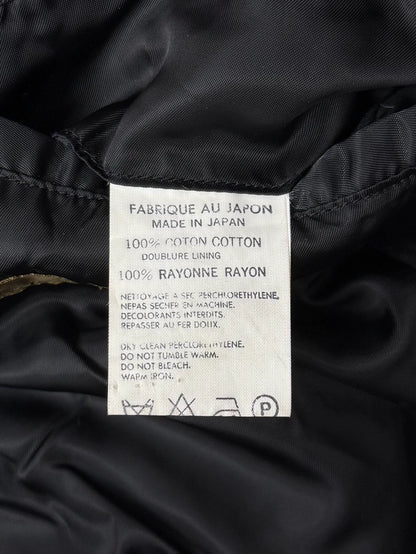 FABRIQUE AU JAPON
MADE IN JAPAN
100% COTON COTTON
DOUBLURE LINING
100% RAYONNE RAYON
NETTOYAGE A SEC PERCHLORETHYLENE.
NEPAS SECHER EN MACHINE.
DECOLORANTS INTERDITS.
REPASSER AU FER DOUX.
DRY CLEAN PERCLORETHYLENE.
DO NOT TUMBLE WARM.
DO NOT BLEACH.
WARM IRON.
P